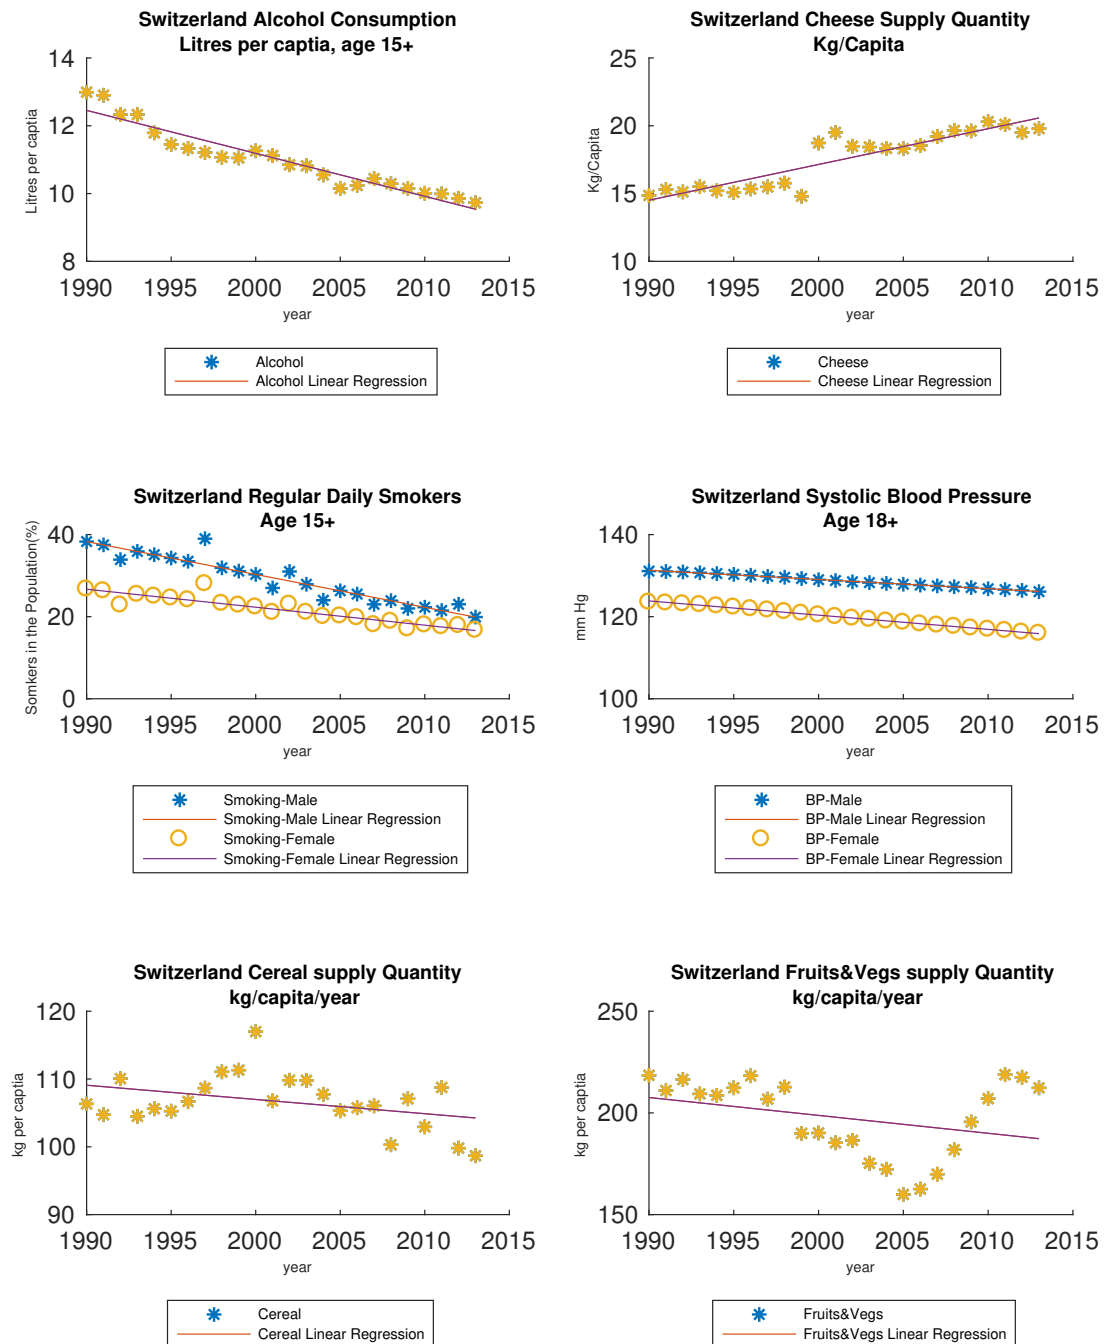 Switzerland Alcohol Consumption
Litres per captia, age 15+
14
12
10
8
Litres per captia
1990 1995 2000 2005 2010 2015
year
Alcohol
Alcohol Linear Regression
Switzerland Cheese Supply Quantity
Kg/Capita
25
20
15
10
Kg/Capita
1990 1995 2000 2005 2010 2015
year
Cheese
Cheese Linear Regression
Switzerland Regular Daily Smokers
Age 15+
40
20
0
Somkers in the Population(%)
1990 1995 2000 2005 2010 2015
year
Smoking-Male
Smoking-Male Linear Regression
Smoking-Female
Smoking-Female Linear Regression
Switzerland Systolic Blood Pressure
Age 18+
140
120
100
mm Hg
1990 1995 2000 2005 2010 2015
year
BP-Male
BP-Male Linear Regression
BP-Female
BP-Female Linear Regression
Switzerland Cereal supply Quantity
kg/capita/year
120
110
100
90
kg per captia
1990 1995 2000 2005 2010 2015
year
Cereal
Cereal Linear Regression
Switzerland Fruits&Vegs supply Quantity
kg/capita/year
250
200
150
kg per captia
1990 1995 2000 2005 2010 2015
year
Fruits&Vegs
Fruits&Vegs Linear Regression